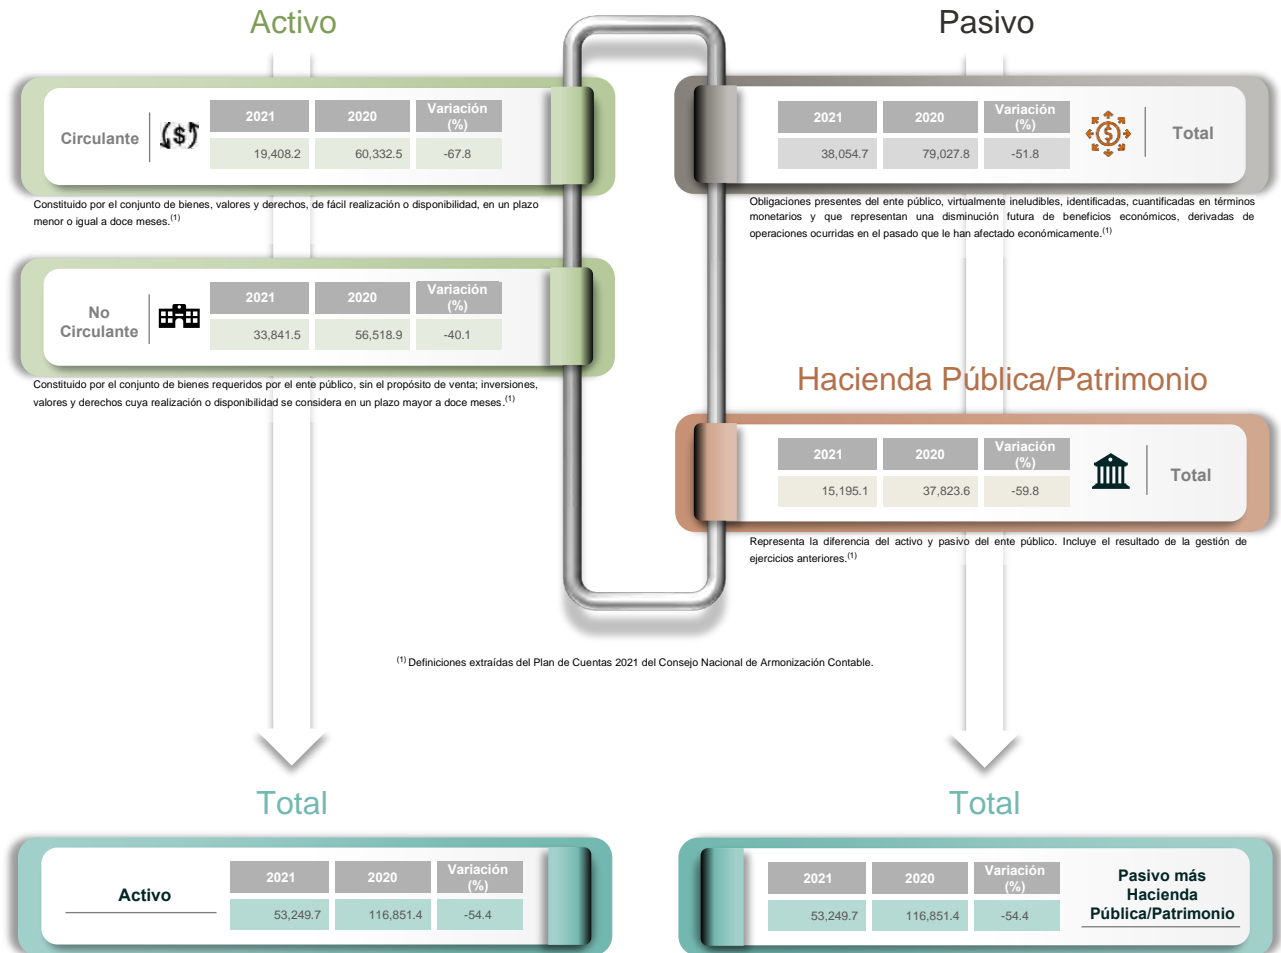 Activo
Circulante
2021 2020 Variación (%)
19,408.2 60,332.5 -67.8
Constituido por el conjunto de bienes, valores y derechos, de fácil realización o disponibilidad, en un plazo
menor o igual a doce meses.(1)
No
Circulante
2021 2020 Variación (%)
33,841.5 56,518.9 -40.1
Constituido por el conjunto de bienes requeridos por el ente público, sin el propósito de venta; inversiones,
valores y derechos cuya realización o disponibilidad se considera en un plazo mayor a doce meses.(1)
Pasivo
2021 2020 Variación (%)
38,054.7 79,027.8 -51.8
Total
Obligaciones presentes del ente público, virtualmente ineludibles, identificadas, cuantificadas en términos
monetarios y que representan una disminución futura de beneficios económicos, derivadas de
operaciones ocurridas en el pasado que le han afectado económicamente.(1)
Hacienda Pública/Patrimonio
2021 2020 Variación (%)
15,195.1 37,823.6 -59.8
Total
Representa la diferencia del activo y pasivo del ente público. Incluye el resultado de la gestión de
ejercicios anteriores.(1)
(1) Definiciones extraídas del Plan de Cuentas 2021 del Consejo Nacional de Armonización Contable.
Total
Activo
2021 2020 Variación (%)
53,249.7 116,851.4 -54.4
Total
2021 2020 Variación (%)
53,249.7 116,851.4 -54.4
Pasivo más
Hacienda
Pública/Patrimonio